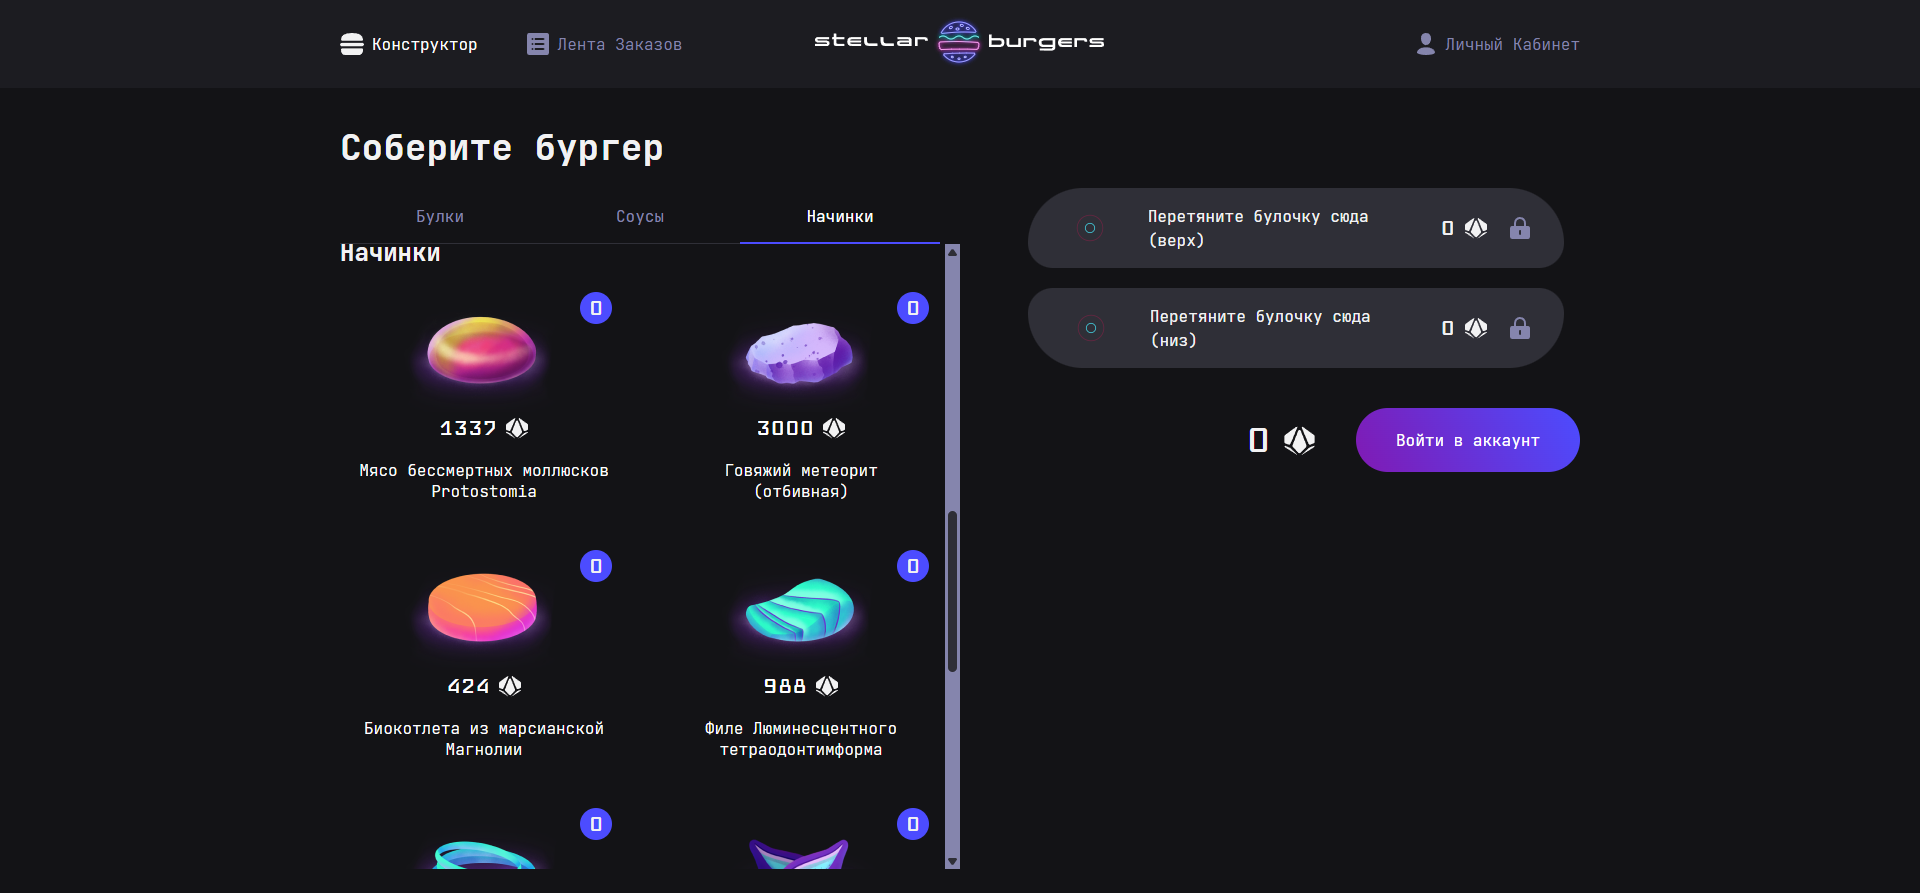 Конструктор
Лента Заказов
stellar burgers
Личный Кабинет
Соберите бургер
Булки
Соусы
Начинки
Начинки
0
0
1337
3000
Мясо бессмертных моллюсков
Protostomia
Говяжий метеорит
(отбивная)
0
0
424
988
Биокотлета из марсианской
Магнолии
Филе Люминесцентного
тетраодонтимформа
0
0
Перетяните булочку сюда
(верх)
0
Перетяните булочку сюда
(низ)
0
0
Войти в аккаунт